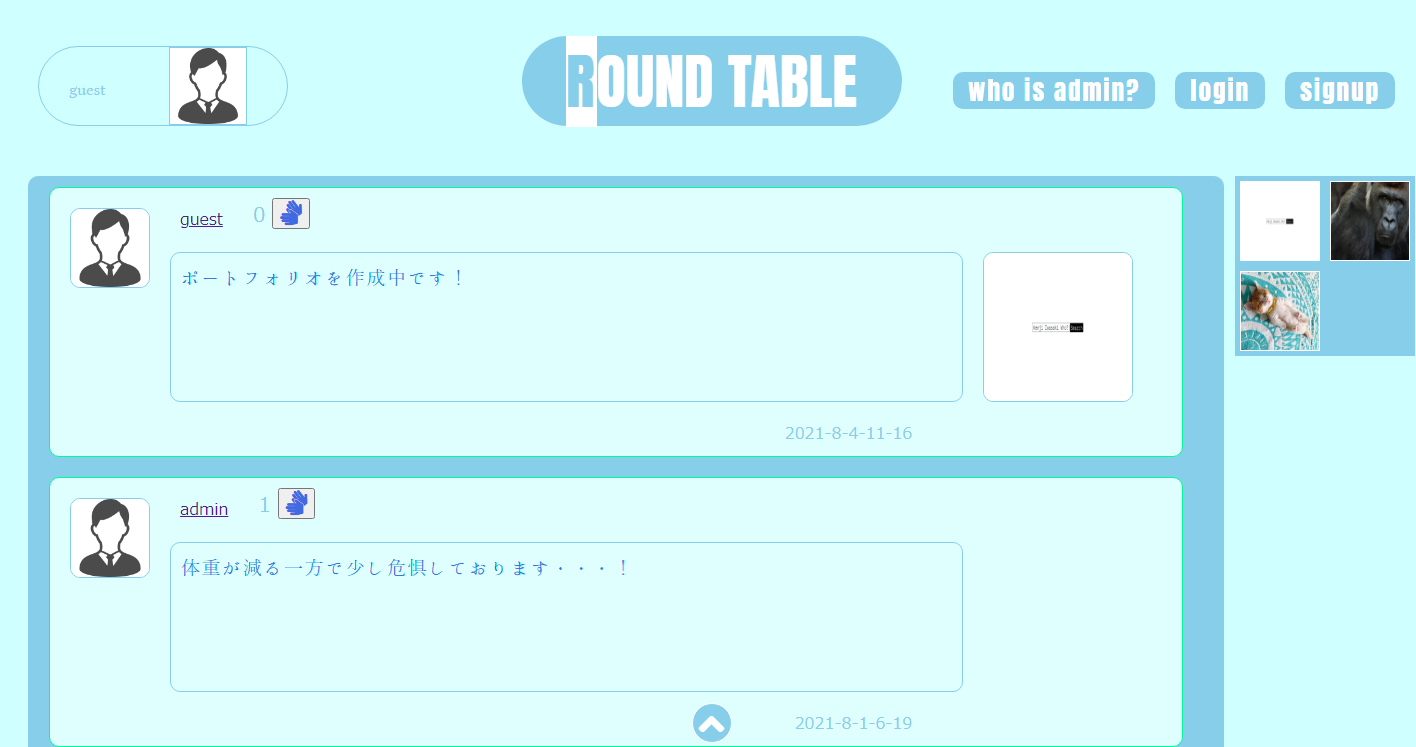 guest
ROUND TABLE
who is admin?
login
signup
guest 0
ポートフォリオを作成中です！
2021-8-4-11-16
admin 1
体重が減る一方で少し危惧しております・・・！
2021-8-1-6-19